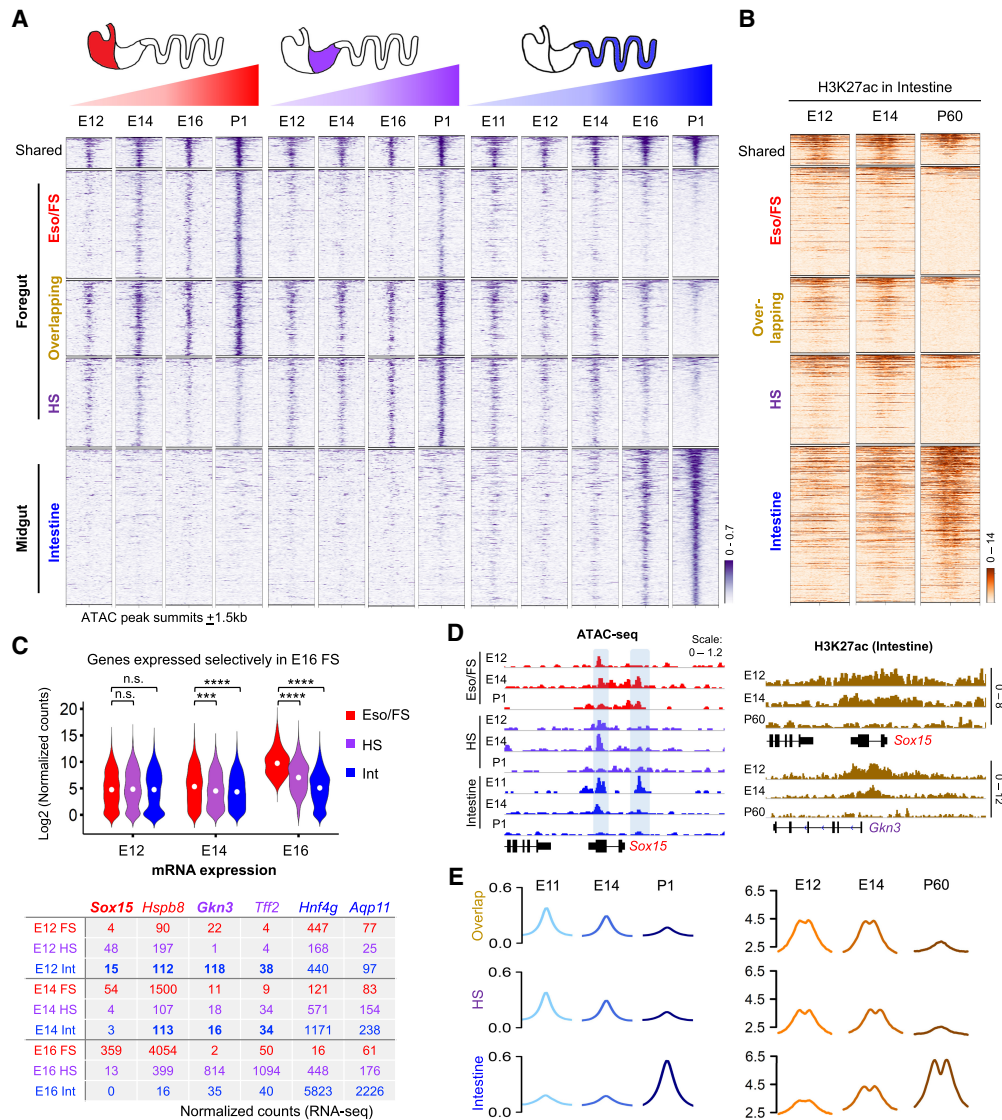 A
E12 E14 E16 P1 E12 E14 E16 P1 E11 E12 E14 E16 P1
Shared
Foregut
Eso/FS
Overlapping
HS
Midgut
Intestine
0 - 0.7
ATAC peak summits ±1.5kb
B
H3K27ac in Intestine
E12 E14 P60
Shared
Eso/FS
Over-
lapping
HS
Intestine
0 – 14
C
Genes expressed selectively in E16 FS
n.s. **** ****
n.s. *** ****
Log2 (Normalized counts)
20
15
10
5
0
Eso/FS
HS
Int
E12 E14 E16
mRNA expression
Sox15 Hspb8 Gkn3 Tff2 Hnf4g Aqp11
E12 FS 4 90 22 4 447 77
E12 HS 48 197 1 4 168 25
E12 Int 15 112 118 38 440 97
E14 FS 54 1500 11 9 121 83
E14 HS 4 107 18 34 571 154
E14 Int 3 113 16 34 1171 238
E16 FS 359 4054 2 50 16 61
E16 HS 13 399 814 1094 448 176
E16 Int 0 16 35 40 5823 2226
Normalized counts (RNA-seq)
D
ATAC-seq
Scale:
0 – 1.2
Eso/FS
E12
E14
P1
HS
E12
E14
P1
Intestine
E11
E14
P1
Sox15
H3K27ac (Intestine)
E12
E14
P60
0 – 8
Sox15
E12
E14
P60
0 – 12
Gkn3
E
E11 E14 P1
Overlap
0.6
0.0
HS
0.6
0.0
Intestine
0.6
0.0
E12 E14 P60
6.5
4.5
2.5
6.5
4.5
2.5
6.5
4.5
2.5